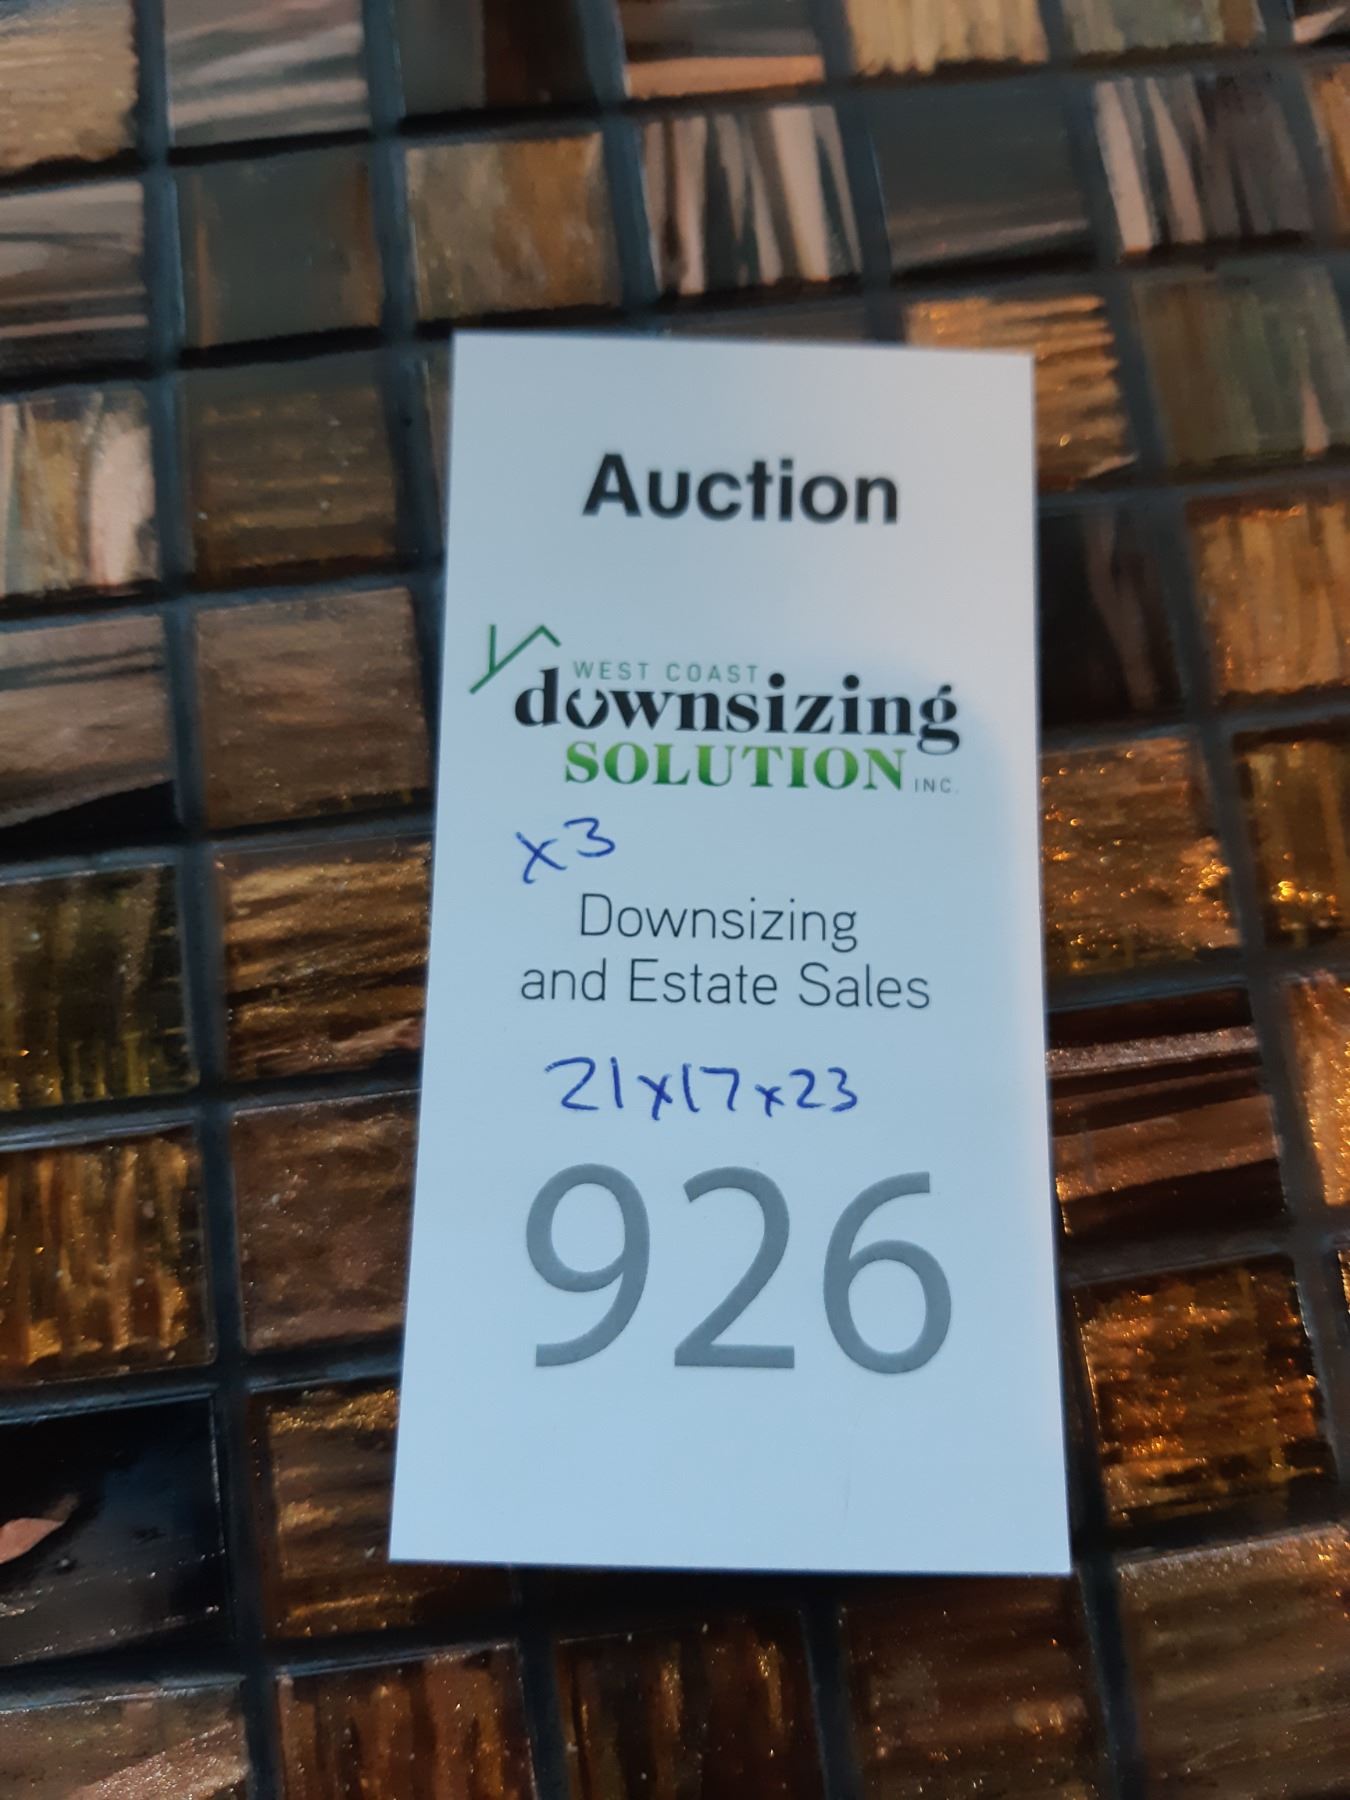 Auction
WEST COAST
downsizing
SOLUTION INC.
x3
Downsizing
and Estate Sales
21x17x23
926